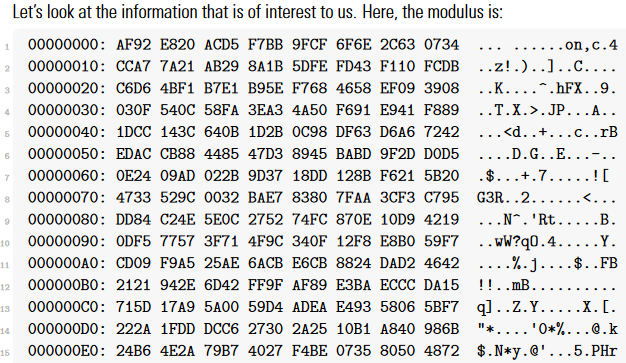 Let's look at the information that is of interest to us. Here, the modulus is:
1 00000000: AF92 E820 ACD5 F7BB 9FCF 6F6E 2C63 0734 ... ......on,c.4
2 00000010: CCA7 7A21 AB29 8A1B 5DFE FD43 F110 FCDB ..z!.)..]..C....
3 00000020: C6D6 4BF1 B7E1 B95E F768 4658 EF09 3908 ..K....^.hFX..9.
4 00000030: 030F 540C 58FA 3EA3 4A50 F691 E941 F889 ..T.X.>.JP...A..
5 00000040: 1DCC 143C 640B 1D2B 0C98 DF63 D6A6 7242 ...<d..+...c..rB
6 00000050: EDAC CB88 4485 47D3 8945 BABD 9F2D D0D5 ....D.G..E...-..
7 00000060: 0E24 09AD 022B 9D37 18DD 128B F621 5B20 .$...+.7.....![
8 00000070: 4733 529C 0032 BAE7 8380 7FAA 3CF3 C795 G3R..2......<...
9 00000080: DD84 C24E 5E0C 2752 74FC 870E 10D9 4219 ...N^.'Rt.....B.
10 00000090: 0DF5 7757 3F71 4F9C 340F 12F8 E8B0 59F7 ..wW?qO.4.....Y.
11 000000A0: CD09 F9A5 25AE 6ACB E6CB 8824 DAD2 4642 ....%.j....$..FB
12 000000B0: 2121 942E 6D42 FF9F AF89 E3BA ECCC DA15 !!..mB..........
13 000000C0: 715D 17A9 5A00 59D4 ADEA E493 5806 5BF7 q]..Z.Y.....X.[.
14 000000D0: 222A 1FDD DCC6 2730 2A25 10B1 A840 986B "*....'0*%...@.k
15 000000E0: 24B6 4E2A 79B7 4027 F4BE 0735 8050 4872 $.N*y.@'...5.PHr